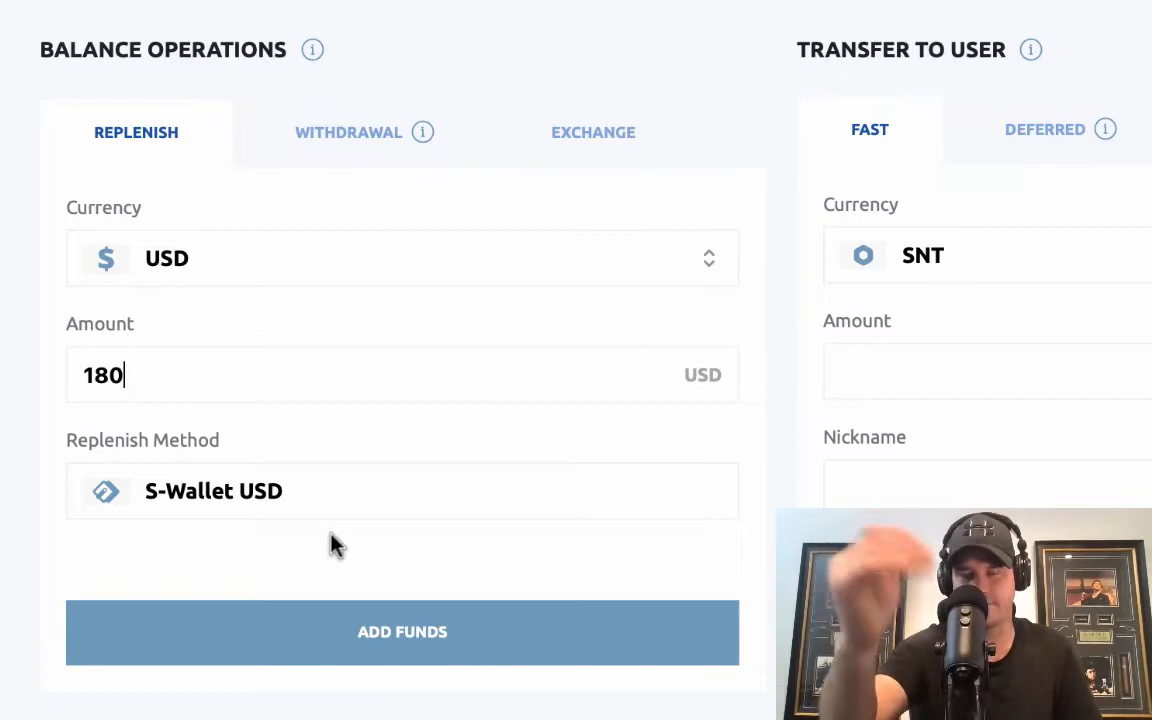 BALANCE OPERATIONS
REPLENISH
WITHDRAWAL
EXCHANGE
Currency
$ USD
Amount
180
USD
Replenish Method
S-Wallet USD
ADD FUNDS
TRANSFER TO USER
FAST
DEFERRED
Currency
SNT
Amount
Nickname